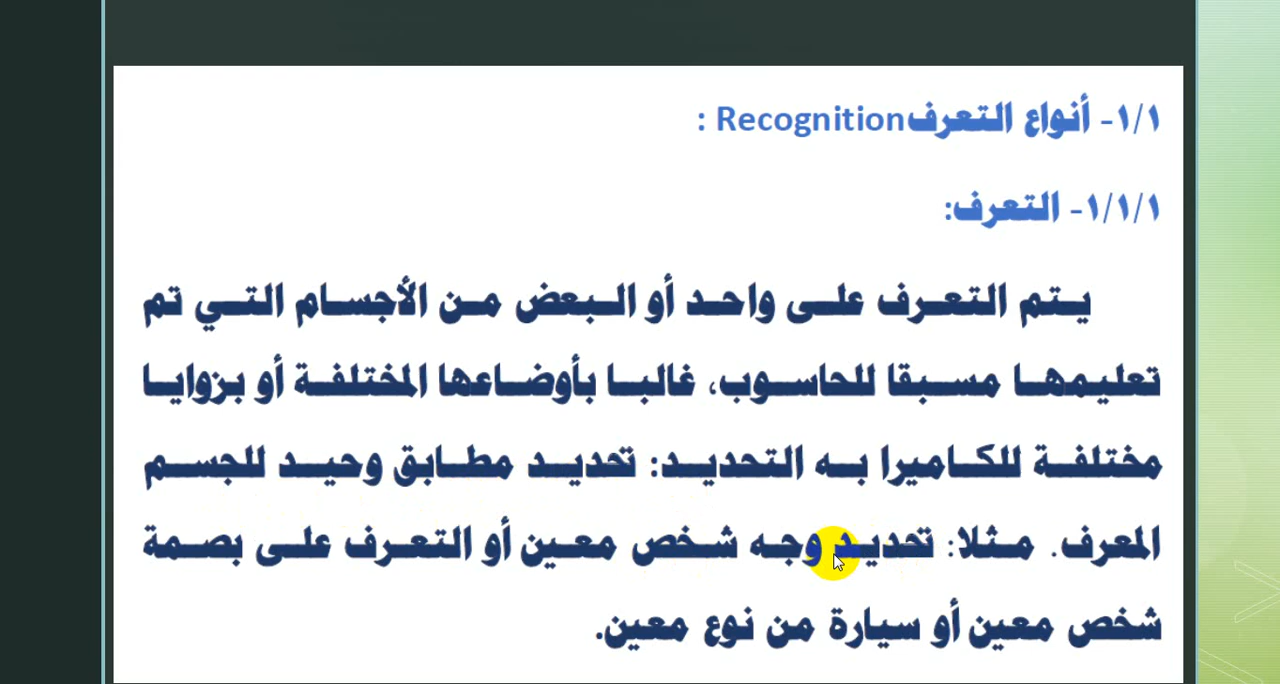 ١/١- أنواع التعرفRecognition :
١/١/١- التعرف:
يتم التعرف على واحد أو البعض من الأجسام التي تم
تعليمها مسبقا للحاسوب، غالبا بأوضاعها المختلفة أو بزوايا
مختلفة للكاميرا به التحديد: تحديد مطابق وحيد للجسم
المعرف. مثلا: تحديد وجه شخص معين أو التعرف على بصمة
شخص معين أو سيارة من نوع معين.